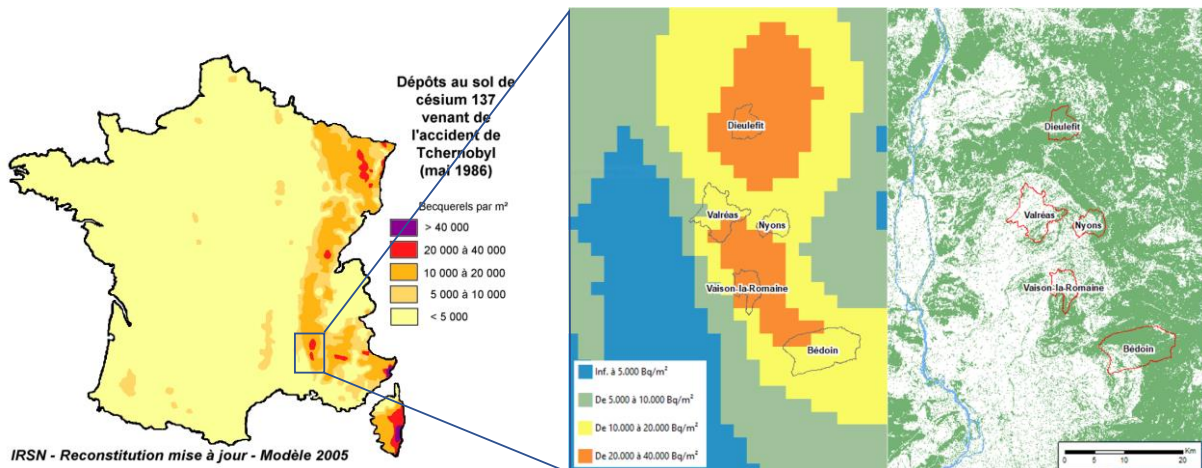 Dépôts au sol de
césium 137
venant de
l'accident de
Tchernobyl
(mai 1986)
Becquerels par m²
> 40 000
20 000 à 40 000
10 000 à 20 000
5 000 à 10 000
< 5 000
IRSN - Reconstitution mise à jour - Modèle 2005
Dieulefit
Valréas
Nyons
Vaison-la-Romaine
Bédoin
Inf. à 5.000 Bq/m²
De 5.000 à 10.000 Bq/m²
De 10.000 à 20.000 Bq/m²
De 20.000 à 40.000 Bq/m²
Dieulefit
Valréas
Nyons
Vaison-la-Romaine
Bédoin
Km
0 5 10 20